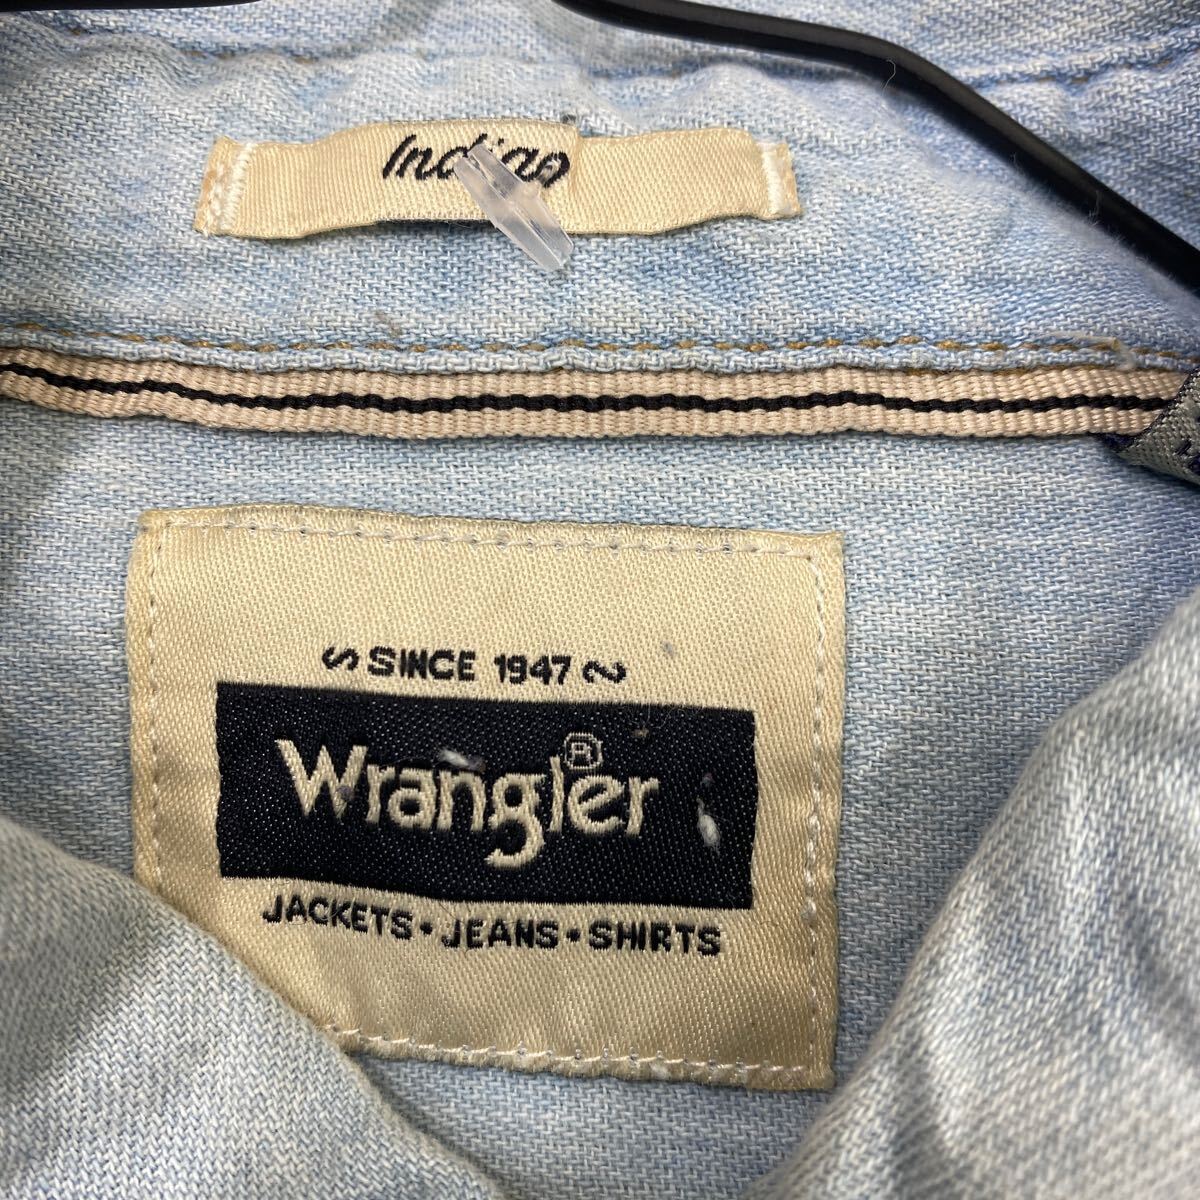 Indigo
SINCE 1947
Wrangler®
JACKETS • JEANS • SHIRTS